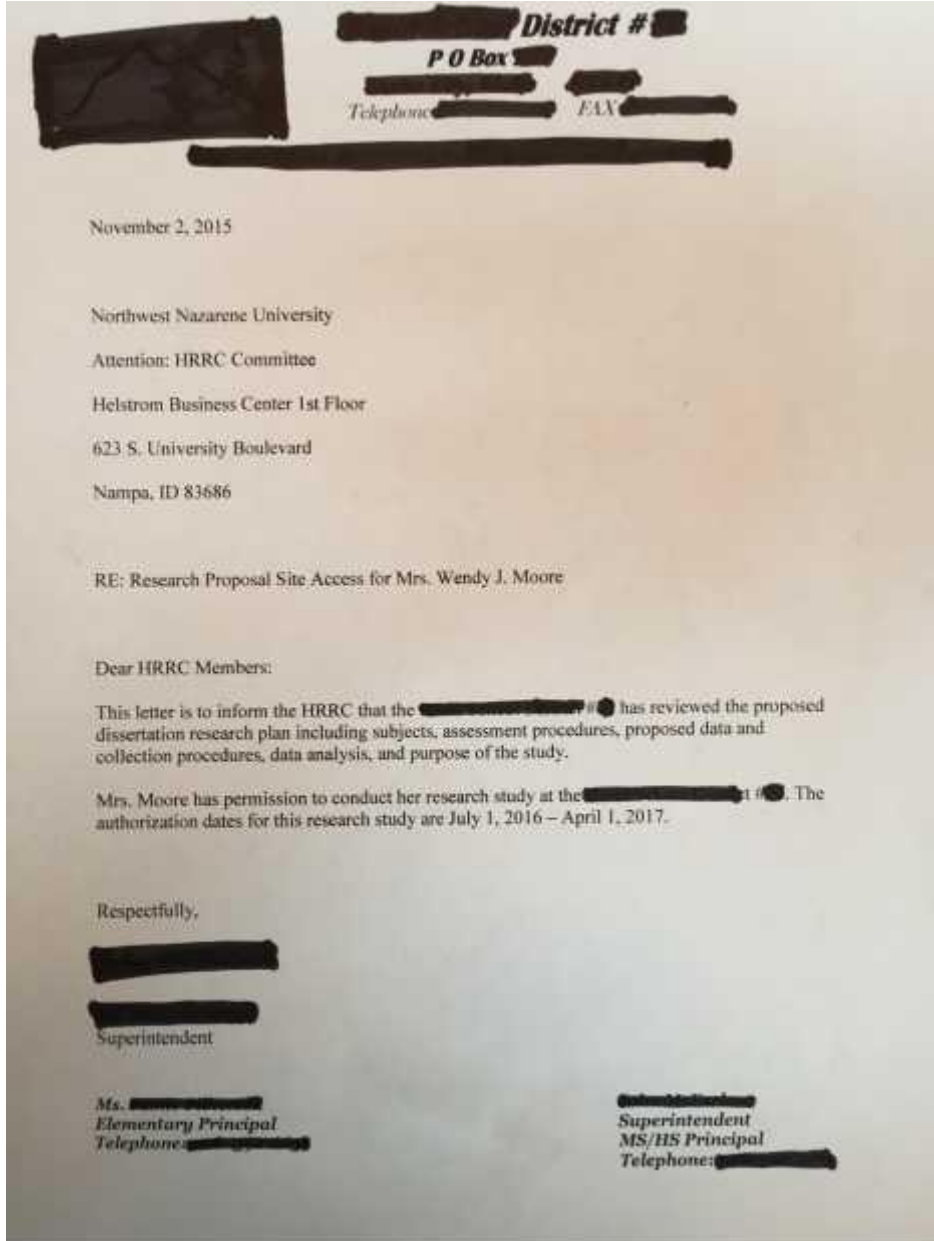 District #
P O Box
Telephone FAX
November 2, 2015
Northwest Nazarene University
Attention: HRRC Committee
Helstrom Business Center 1st Floor
623 S. University Boulevard
Nampa, ID 83686
RE: Research Proposal Site Access for Mrs. Wendy J. Moore
Dear HRRC Members:
This letter is to inform the HRRC that the # has reviewed the proposed
dissertation research plan including subjects, assessment procedures, proposed data and
collection procedures, data analysis, and purpose of the study.
Mrs. Moore has permission to conduct her research study at the t #. The
authorization dates for this research study are July 1, 2016 – April 1, 2017.
Respectfully,
Superintendent
Ms.
Elementary Principal
Telephone:
Superintendent
MS/HS Principal
Telephone: